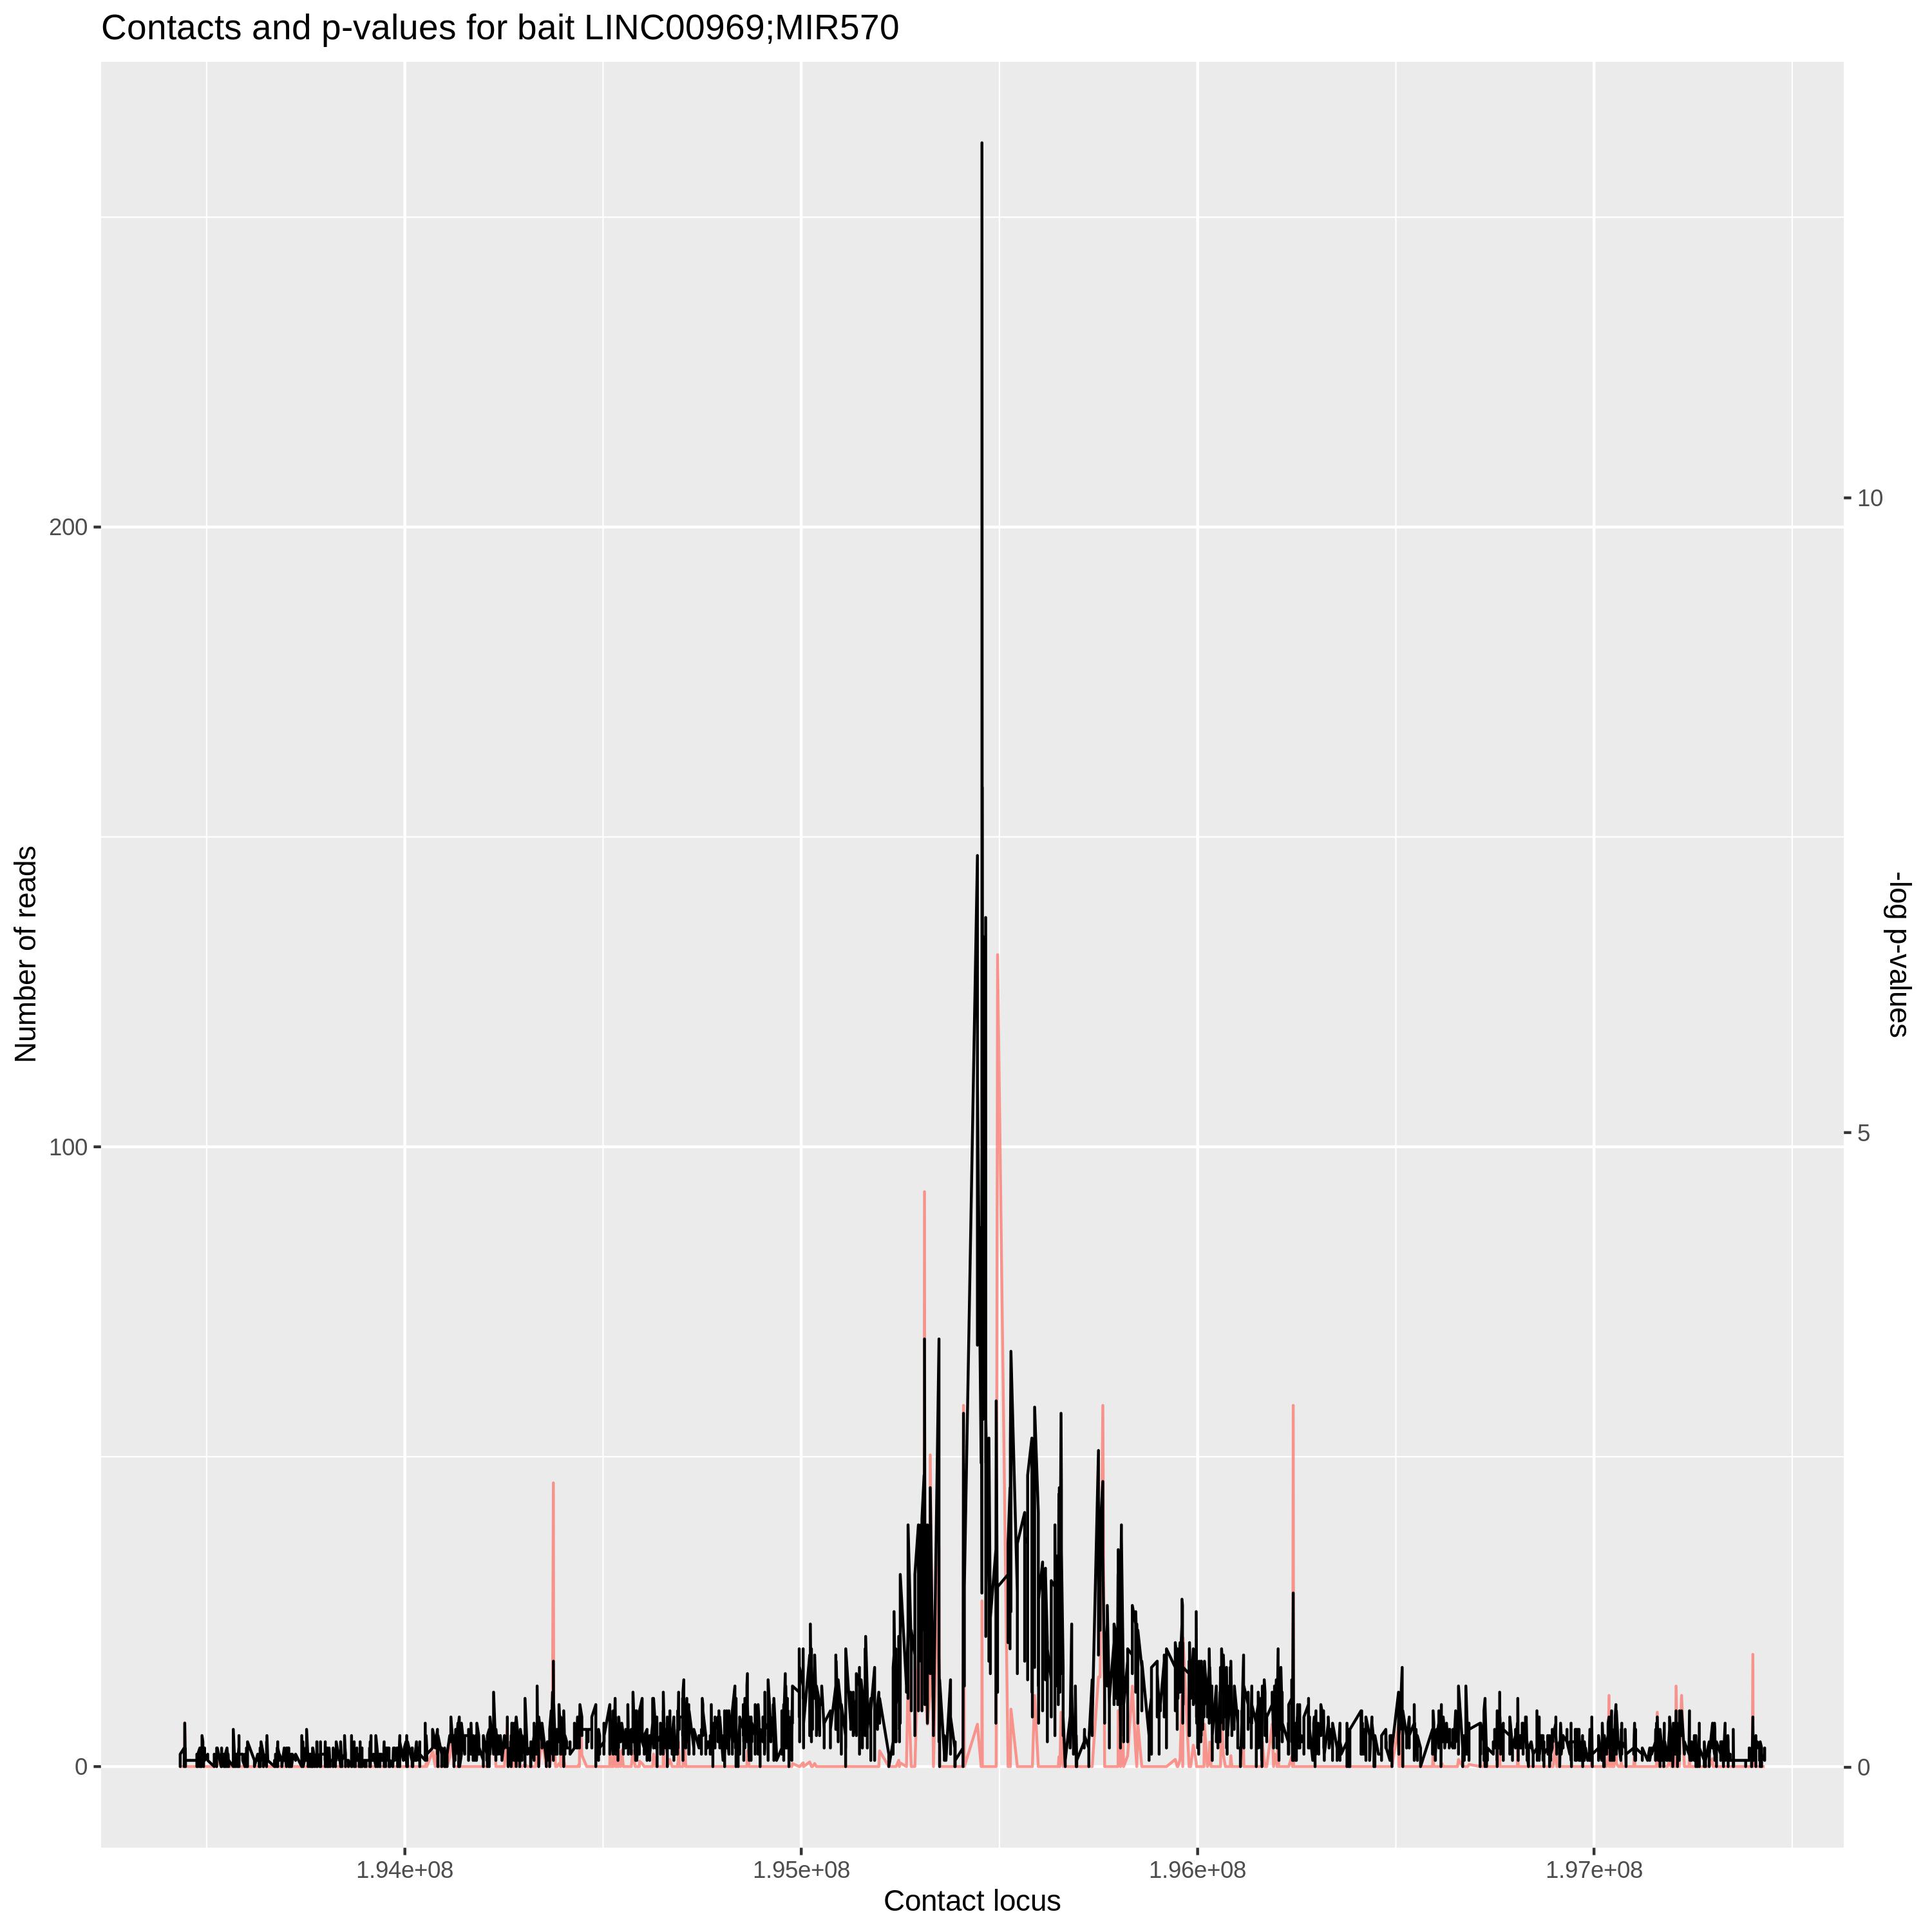 Contacts and p-values for bait LINC00969;MIR570
Number of reads
200
100
0
10
5
0
-log p-values
1.94e+08
1.95e+08
1.96e+08
1.97e+08
Contact locus